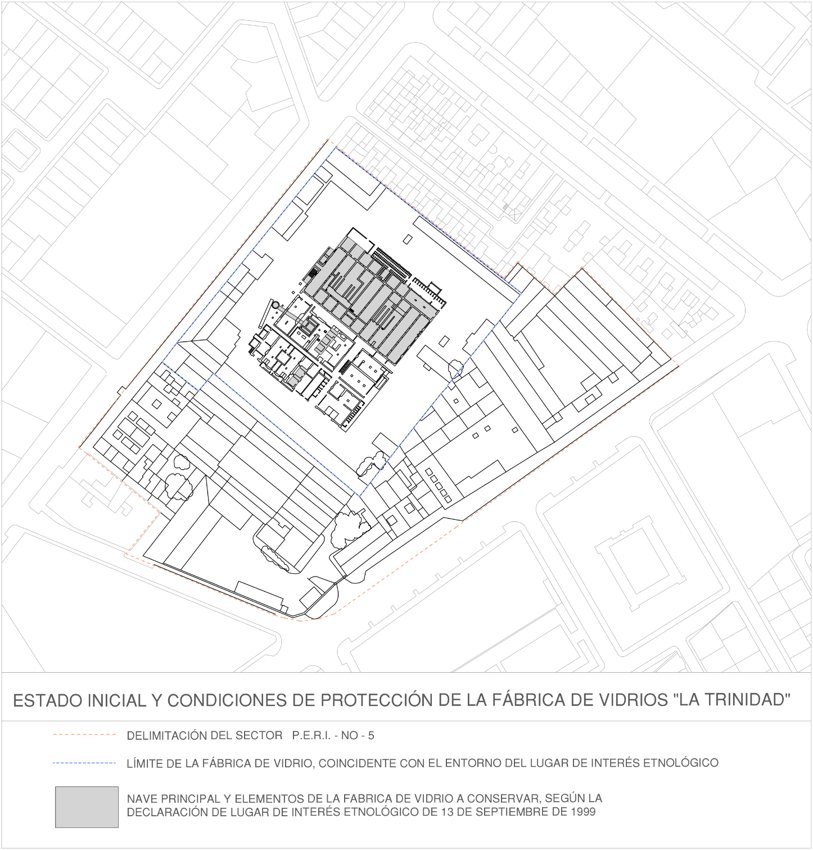 ESTADO INICIAL Y CONDICIONES DE PROTECCIÓN DE LA FÁBRICA DE VIDRIOS "LA TRINIDAD"
DELIMITACIÓN DEL SECTOR P.E.R.I. - NO - 5
LÍMITE DE LA FÁBRICA DE VIDRIO, COINCIDENTE CON EL ENTORNO DEL LUGAR DE INTERÉS ETNOLÓGICO
NAVE PRINCIPAL Y ELEMENTOS DE LA FABRICA DE VIDRIO A CONSERVAR, SEGÚN LA
DECLARACIÓN DE LUGAR DE INTERÉS ETNOLÓGICO DE 13 DE SEPTIEMBRE DE 1999